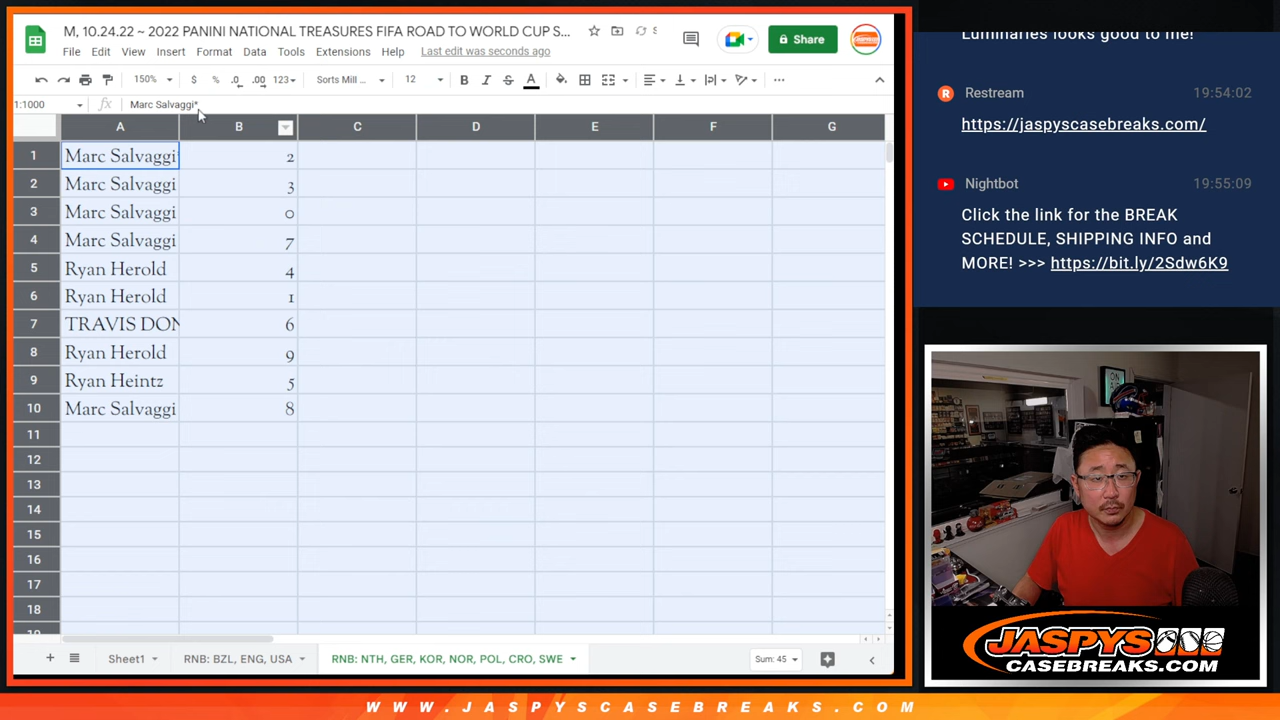 M, 10.24.22 ~ 2022 PANINI NATIONAL TREASURES FIFA ROAD TO WORLD CUP S...
File Edit View Insert Format Data Tools Extensions Help Last edit was seconds ago
Share
150% $ % .0 .00 123 Sorts Mill ... 12 B I S A
1:1000 fx Marc Salvaggi*
A B C D E F G
1 Marc Salvaggi 2
2 Marc Salvaggi 3
3 Marc Salvaggi 0
4 Marc Salvaggi 7
5 Ryan Herold 4
6 Ryan Herold 1
7 TRAVIS DON 6
8 Ryan Herold 9
9 Ryan Heintz 5
10 Marc Salvaggi 8
11
12
13
14
15
16
17
18
Sheet1 RNB: BZL, ENG, USA RNB: NTH, GER, KOR, NOR, POL, CRO, SWE Sum: 45
Luminaries looks good to me!
Restream 19:54:02
https://jaspyscasebreaks.com/
Nightbot 19:55:09
Click the link for the BREAK
SCHEDULE, SHIPPING INFO and
MORE! >>> https://bit.ly/2Sdw6K9
JASPYS
CASEBREAKS.COM
WWW.JASPYSCASEBREAKS.COM